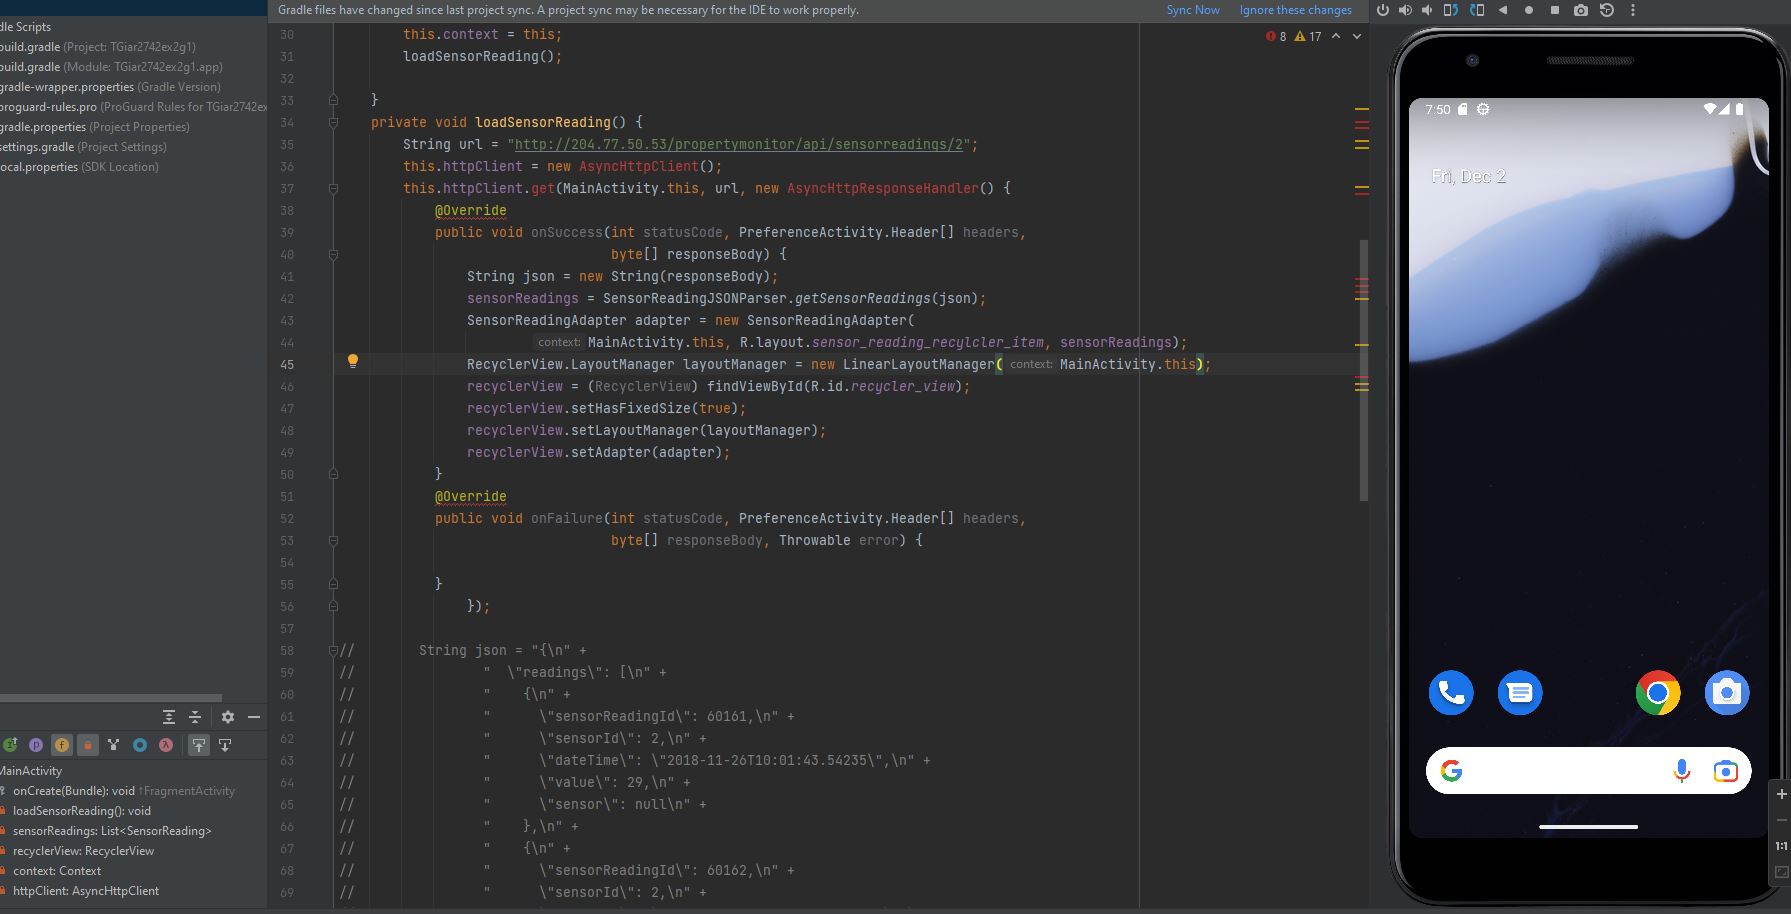 Gradle files have changed since last project sync. A project sync may be necessary for the IDE to work properly. Sync Now Ignore these changes
dle Scripts
build.gradle (Project: TGiar2742ex2g1)
build.gradle (Module: TGiar2742ex2g1.app)
gradle-wrapper.properties (Gradle Version)
proguard-rules.pro (ProGuard Rules for TGiar2742ex
gradle.properties (Project Properties)
settings.gradle (Project Settings)
local.properties (SDK Location)
MainActivity
onCreate(Bundle): void ↑FragmentActivity
loadSensorReading(): void
sensorReadings: List<SensorReading>
recyclerView: RecyclerView
context: Context
httpClient: AsyncHttpClient
8 17
30 this.context = this;
31 loadSensorReading();
32
33 }
34 private void loadSensorReading() {
35 String url = "http://204.77.50.53/propertymonitor/api/sensorreadings/2";
36 this.httpClient = new AsyncHttpClient();
37 this.httpClient.get(MainActivity.this, url, new AsyncHttpResponseHandler() {
38 @Override
39 public void onSuccess(int statusCode, PreferenceActivity.Header[] headers,
40 byte[] responseBody) {
41 String json = new String(responseBody);
42 sensorReadings = SensorReadingJSONParser.getSensorReadings(json);
43 SensorReadingAdapter adapter = new SensorReadingAdapter(
44 context: MainActivity.this, R.layout.sensor_reading_recylcler_item, sensorReadings);
45 RecyclerView.LayoutManager layoutManager = new LinearLayoutManager( context: MainActivity.this);
46 recyclerView = (RecyclerView) findViewById(R.id.recycler_view);
47 recyclerView.setHasFixedSize(true);
48 recyclerView.setLayoutManager(layoutManager);
49 recyclerView.setAdapter(adapter);
50 }
51 @Override
52 public void onFailure(int statusCode, PreferenceActivity.Header[] headers,
53 byte[] responseBody, Throwable error) {
54
55 }
56 });
57
58 // String json = "{\n" +
59 // " \"readings\": [\n" +
60 // " {\n" +
61 // " \"sensorReadingId\": 60161,\n" +
62 // " \"sensorId\": 2,\n" +
63 // " \"dateTime\": \"2018-11-26T10:01:43.54235\",\n" +
64 // " \"value\": 29,\n" +
65 // " \"sensor\": null\n" +
66 // " },\n" +
67 // " {\n" +
68 // " \"sensorReadingId\": 60162,\n" +
69 // " \"sensorId\": 2,\n" +
7:50
Fri, Dec 2
1:1